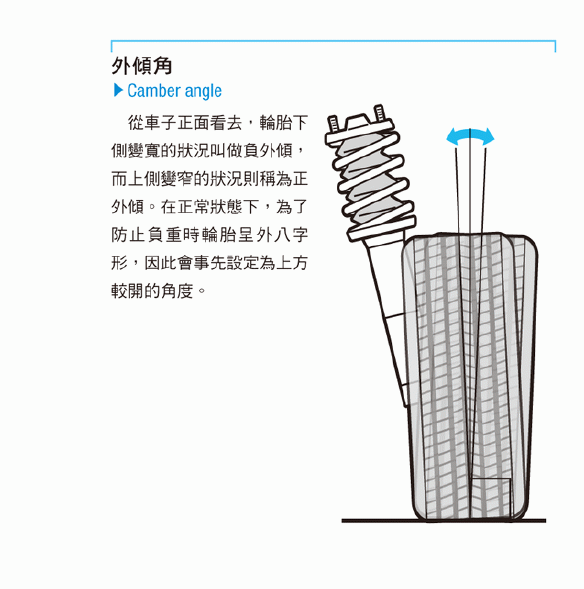 外傾角
▶ Camber angle
從車子正面看去，輪胎下
側變寬的狀況叫做負外傾，
而上側變窄的狀況則稱為正
外傾。在正常狀態下，為了
防止負重時輪胎呈外八字
形，因此會事先設定為上方
較開的角度。